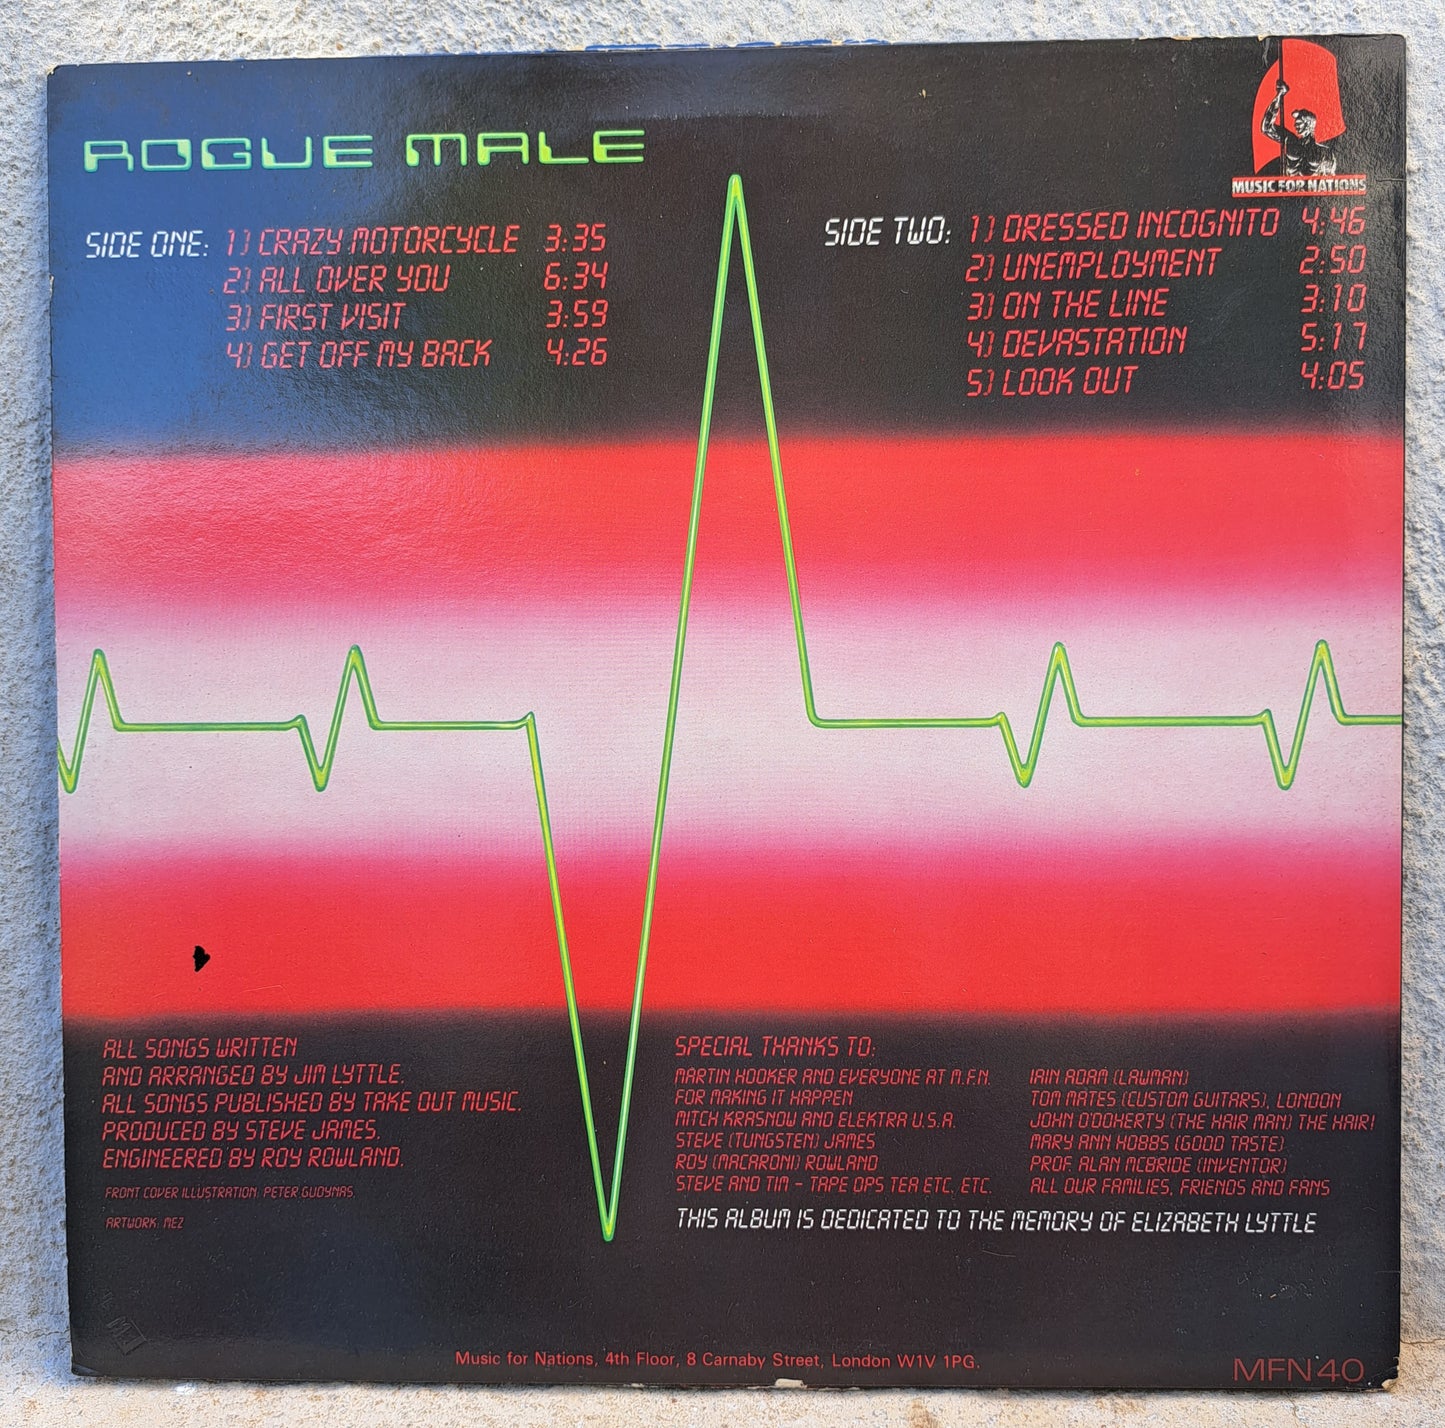 ROGUE MALE
MUSIC FOR NATIONS
SIDE ONE: 1) CRAZY MOTORCYCLE 3:35
2) ALL OVER YOU 6:34
3) FIRST VISIT 3:59
4) GET OFF MY BACK 4:26
SIDE TWO: 1) DRESSED INCOGNITO 4:46
2) UNEMPLOYMENT 2:50
3) ON THE LINE 3:10
4) DEVASTATION 5:17
5) LOOK OUT 4:05
ALL SONGS WRITTEN
AND ARRANGED BY JIM LYTTLE.
ALL SONGS PUBLISHED BY TAKE OUT MUSIC.
PRODUCED BY STEVE JAMES.
ENGINEERED BY ROY ROWLAND.
FRONT COVER ILLUSTRATION: PETER GUDYNAS.
ARTWORK: MEZ
SPECIAL THANKS TO:
MARTIN HOOKER AND EVERYONE AT M.F.N.
FOR MAKING IT HAPPEN
MITCH KRASNOW AND ELEKTRA U.S.A.
STEVE (TUNGSTEN) JAMES
ROY (MACARONI) ROWLAND
STEVE AND TIM - TAPE OPS TEA ETC, ETC.
IAIN ADAM (LAWMAN)
TOM MATES (CUSTOM GUITARS), LONDON
JOHN O'DOHERTY (THE HAIR MAN) THE HAIR!
MARY ANN HOBBS (GOOD TASTE)
PROF. ALAN MCBRIDE (INVENTOR)
ALL OUR FAMILIES, FRIENDS AND FANS
THIS ALBUM IS DEDICATED TO THE MEMORY OF ELIZABETH LYTTLE
Music for Nations, 4th Floor, 8 Carnaby Street, London W1V 1PG.
MFN 40